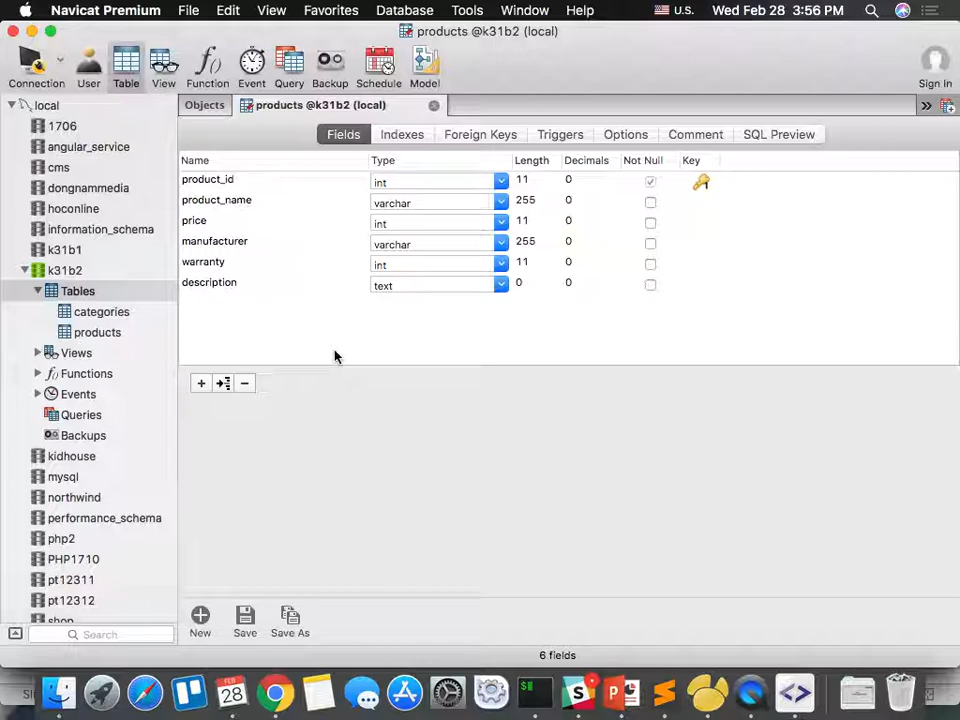 Navicat Premium File Edit View Favorites Database Tools Window Help U.S. Wed Feb 28 3:56 PM
products @k31b2 (local)
Connection User Table View Function Event Query Backup Schedule Model Sign In
local Objects products @k31b2 (local) »
1706 Fields Indexes Foreign Keys Triggers Options Comment SQL Preview
angular_service Name Type Length Decimals Not Null Key
cms product_id int 11 0
dongnammedia product_name varchar 255 0
hoconline price int 11 0
information_schema manufacturer varchar 255 0
k31b1 warranty int 11 0
k31b2 description text 0 0
Tables
categories
products
Views
Functions
Events
Queries
Backups
kidhouse
mysql
northwind
performance_schema
php2
PHP1710
pt12311
pt12312
shop
Search New Save Save As
6 fields
FEB
28